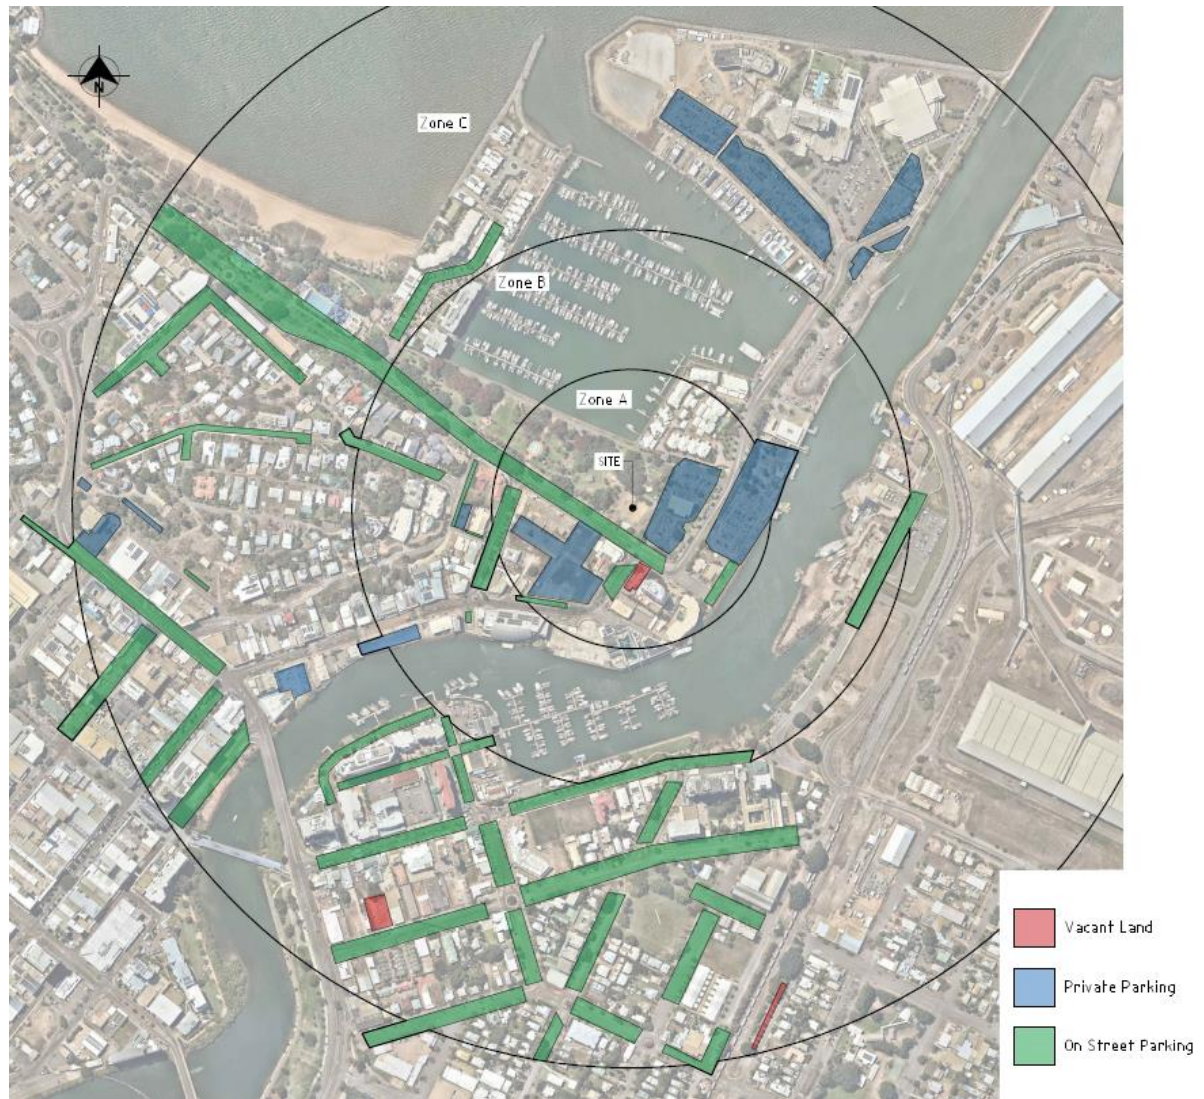 N
Zone C
Zone B
Zone A
SITE
Vacant Land
Private Parking
On Street Parking